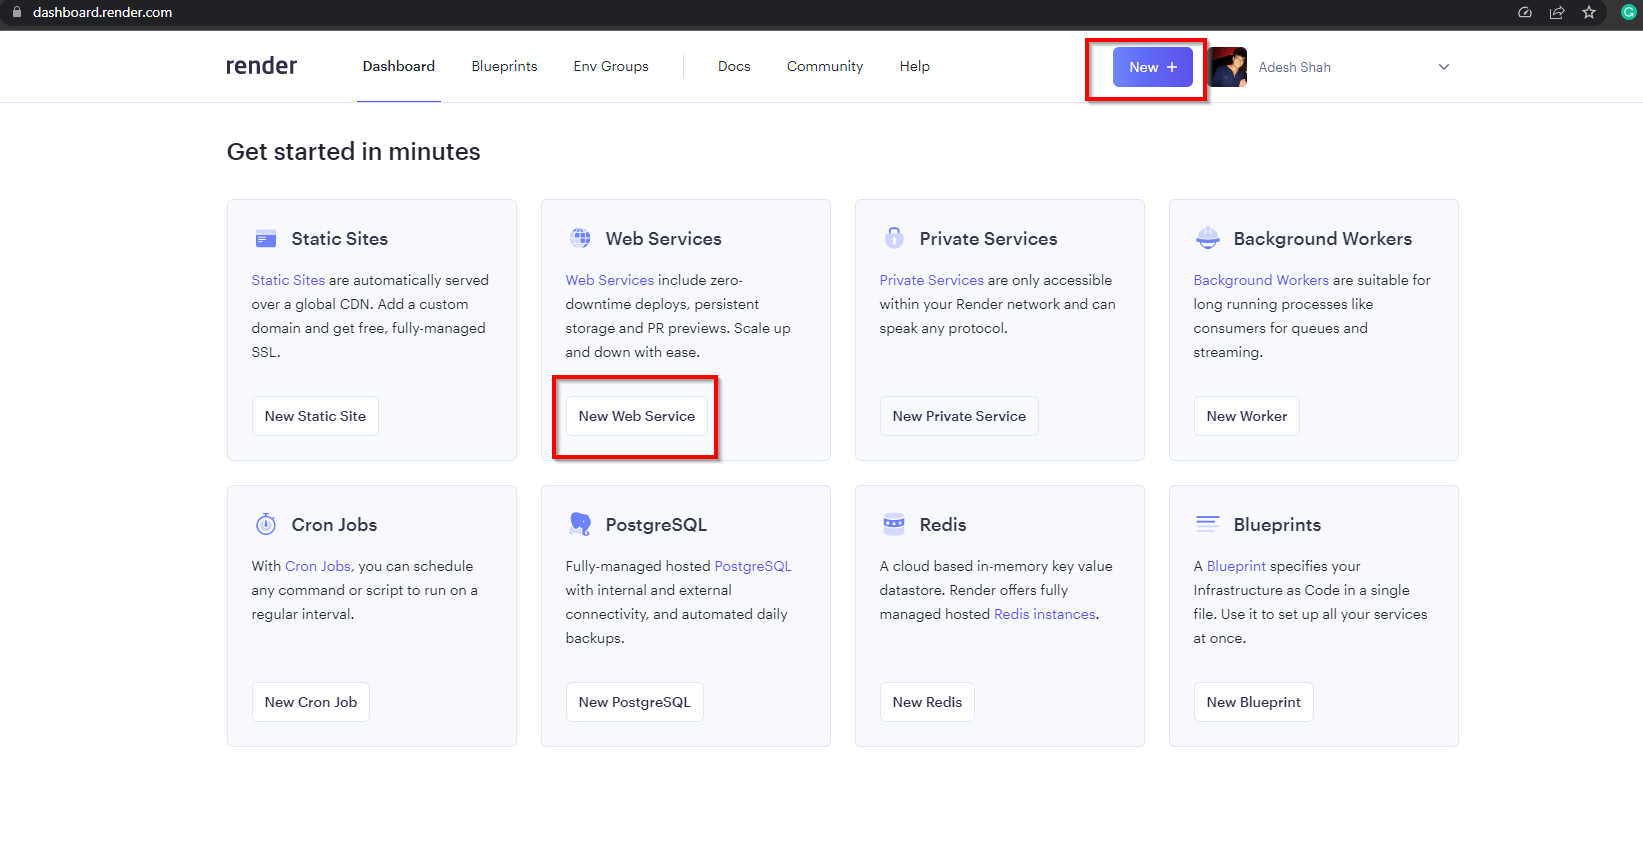 dashboard.render.com
G
render Dashboard Blueprints Env Groups Docs Community Help New + Adesh Shah
Get started in minutes
Static Sites
Static Sites are automatically served
over a global CDN. Add a custom
domain and get free, fully-managed
SSL.
New Static Site
Web Services
Web Services include zero-
downtime deploys, persistent
storage and PR previews. Scale up
and down with ease.
New Web Service
Private Services
Private Services are only accessible
within your Render network and can
speak any protocol.
New Private Service
Background Workers
Background Workers are suitable for
long running processes like
consumers for queues and
streaming.
New Worker
Cron Jobs
With Cron Jobs, you can schedule
any command or script to run on a
regular interval.
New Cron Job
PostgreSQL
Fully-managed hosted PostgreSQL
with internal and external
connectivity, and automated daily
backups.
New PostgreSQL
Redis
A cloud based in-memory key value
datastore. Render offers fully
managed hosted Redis instances.
New Redis
Blueprints
A Blueprint specifies your
Infrastructure as Code in a single
file. Use it to set up all your services
at once.
New Blueprint